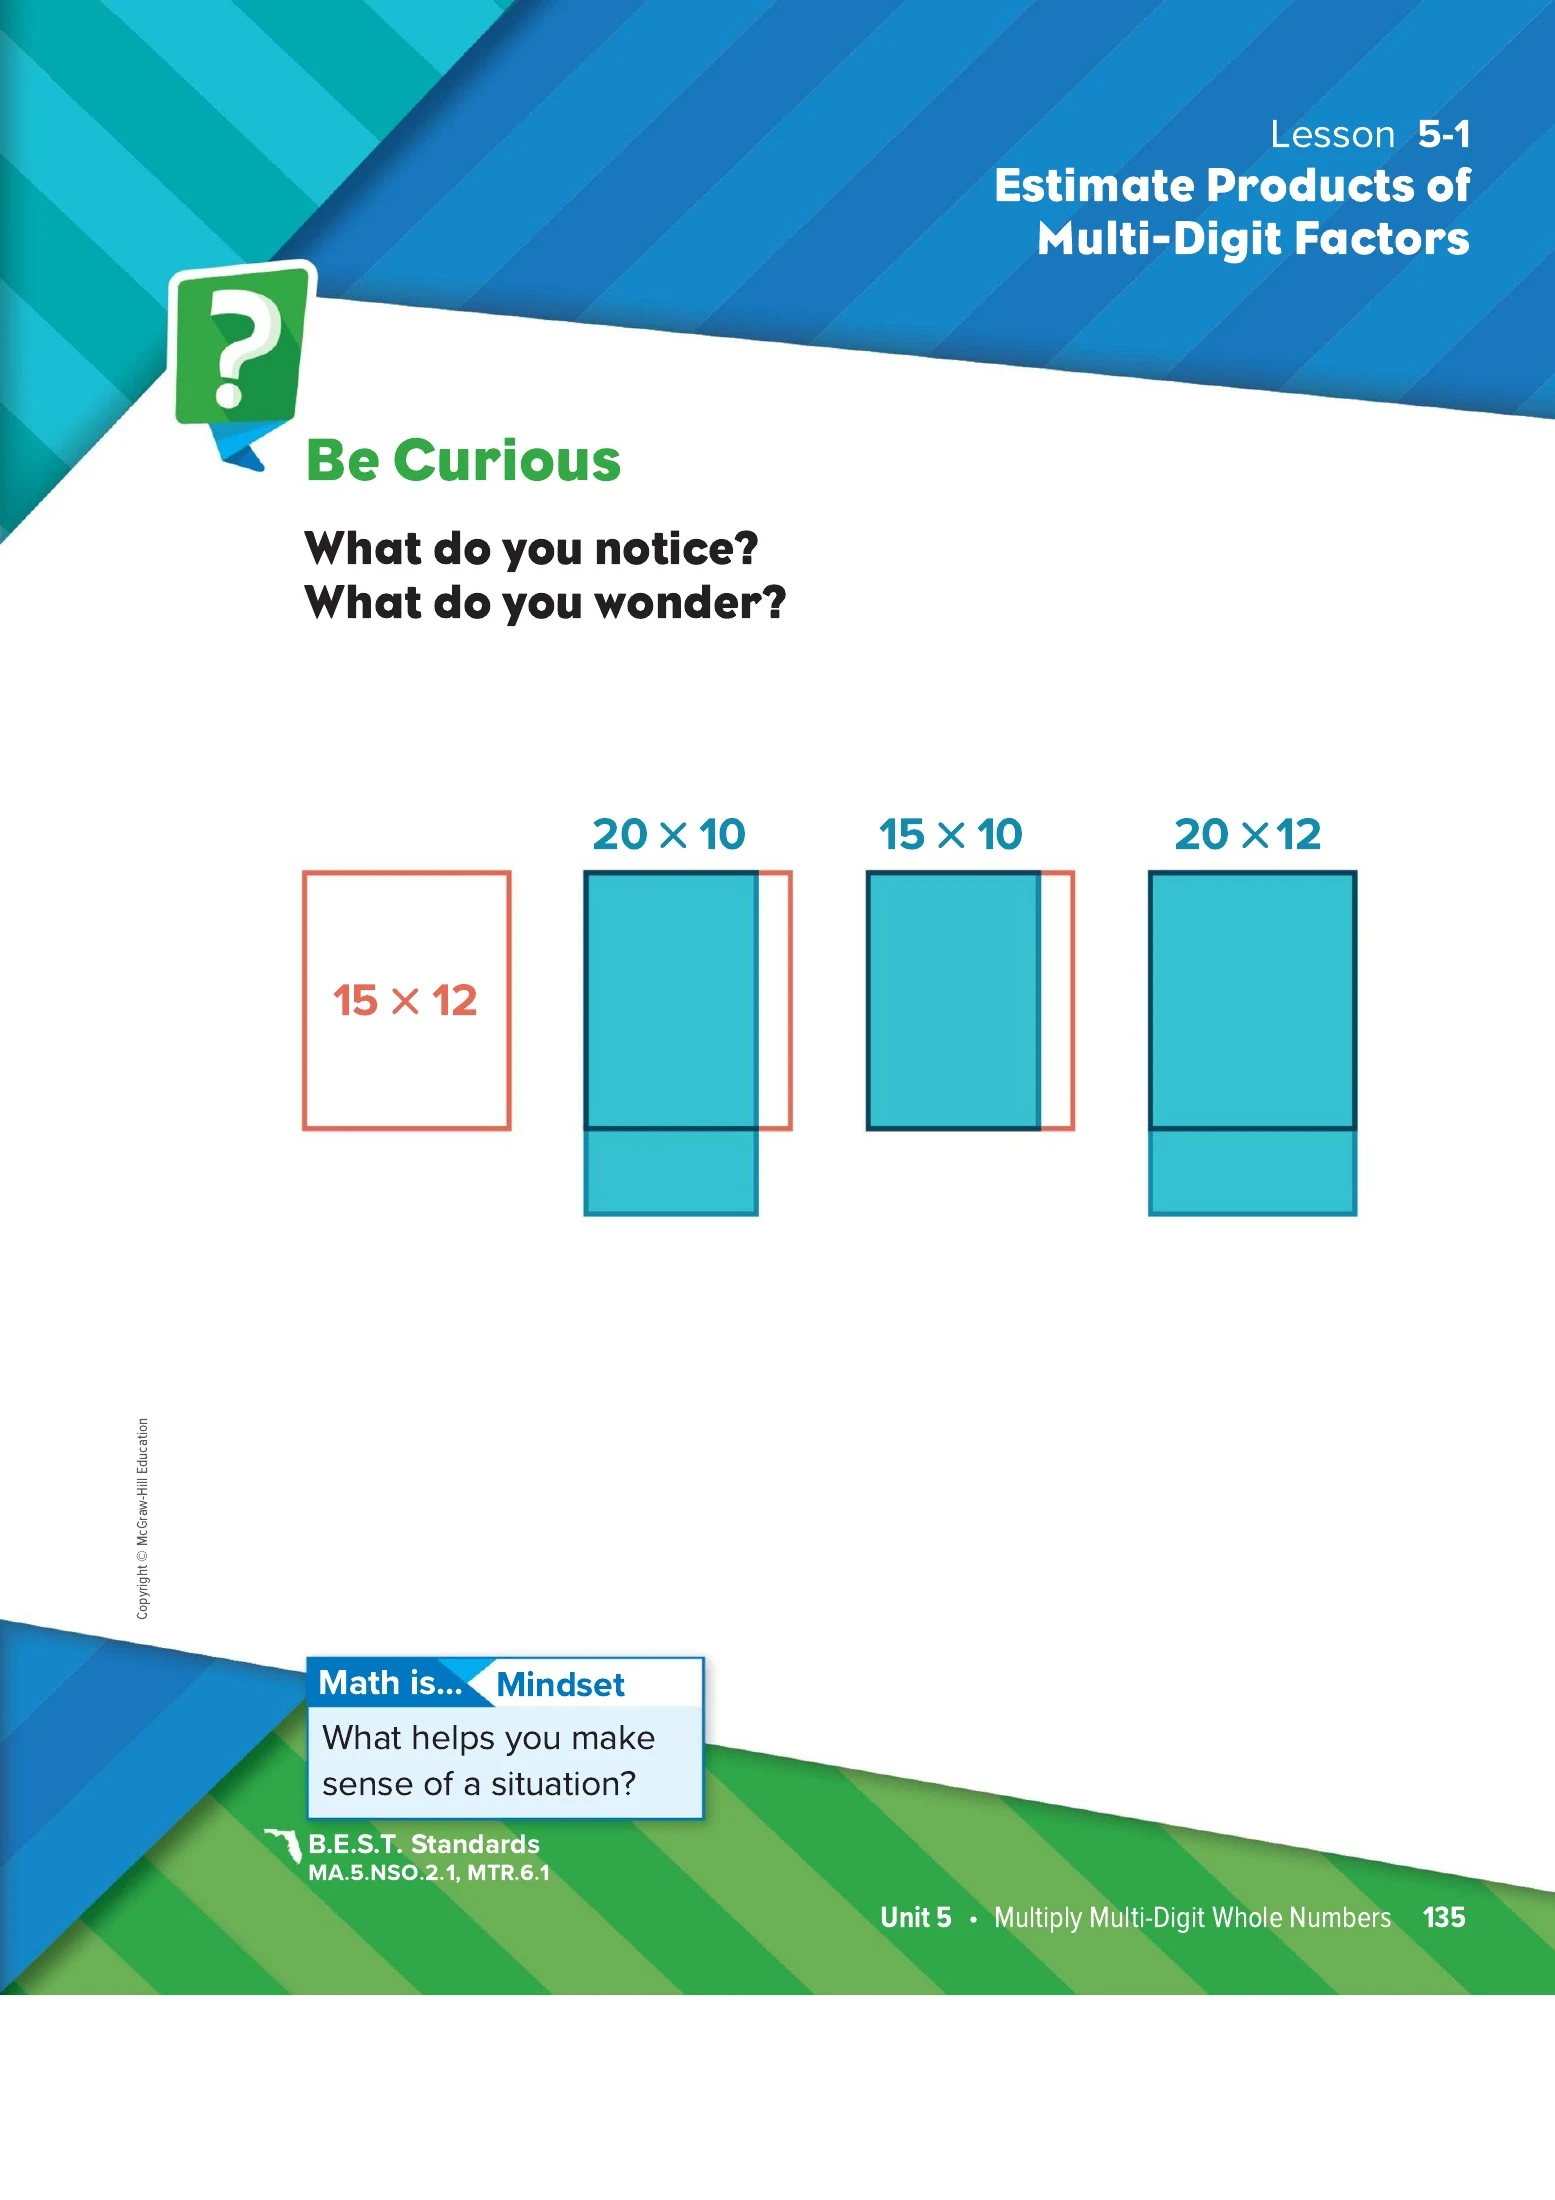 Lesson 5-1
Estimate Products of
Multi-Digit Factors
?
Be Curious
What do you notice?
What do you wonder?
20 × 10
15 × 10
20 × 12
15 × 12
Copyright © McGraw-Hill Education
Math is... Mindset
What helps you make
sense of a situation?
B.E.S.T. Standards
MA.5.NSO.2.1, MTR.6.1
Unit 5 • Multiply Multi-Digit Whole Numbers 135